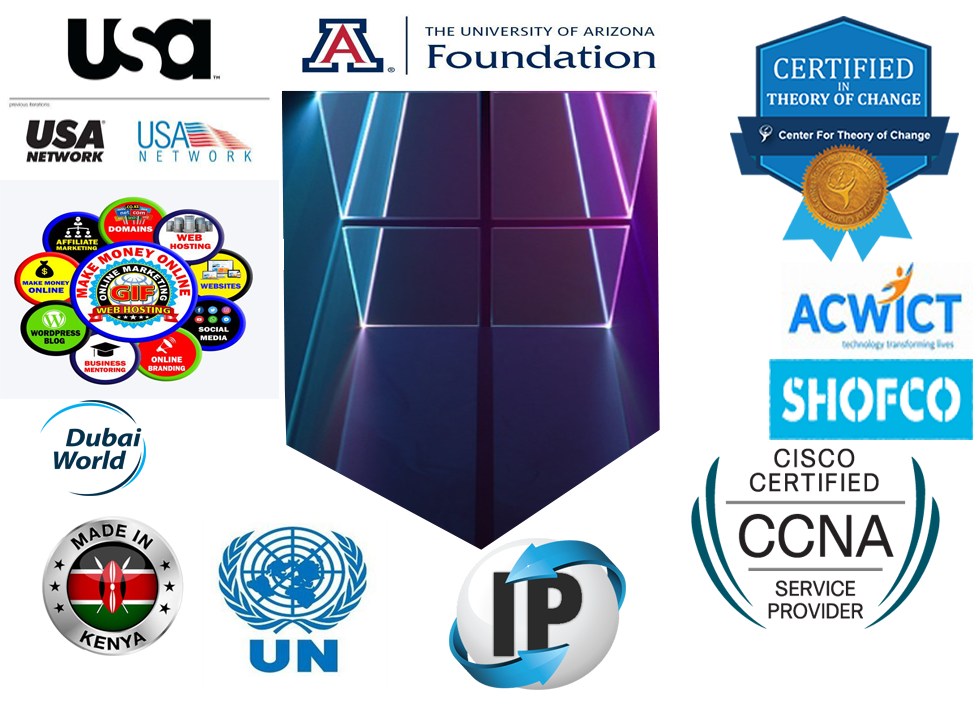 usa
TM
previous iterations
USA
NETWORK
USA
NETWORK
A
®
THE UNIVERSITY OF ARIZONA
Foundation
CERTIFIED
IN
THEORY OF CHANGE
Center For Theory of Change
DOMAINS
WEB
HOSTING
WEBSITES
SOCIAL
MEDIA
ONLINE
BRANDING
BUSINESS
MENTORING
WORDPRESS
BLOG
MAKE MONEY
ONLINE
AFFILIATE
MARKETING
MAKE MONEY ONLINE
ONLINE MARKETING
GIF
WEB HOSTING
ACWICT
technology transforming lives
SHOFCO
Dubai
World
CISCO
CERTIFIED
CCNA
SERVICE
PROVIDER
MADE IN
KENYA
UN
IP